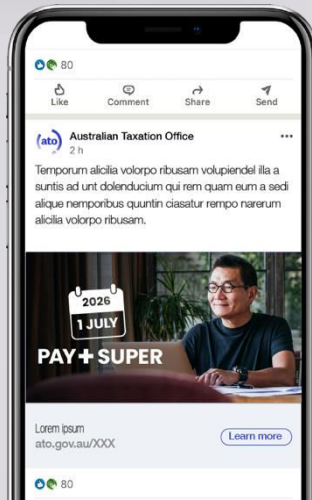 80
Like Comment Share Send
(ato) Australian Taxation Office
2 h
Temporum alicilia volorpo ribusam volupiendel illa a
suntis ad unt dolenducium qui rem quam eum a sedi
alique nemporibus quuntin ciasatur rempo narerum
alicilia volorpo ribusam.
2026
1 JULY
PAY+ SUPER
Lorem ipsum
ato.gov.au/XXX
Learn more
80